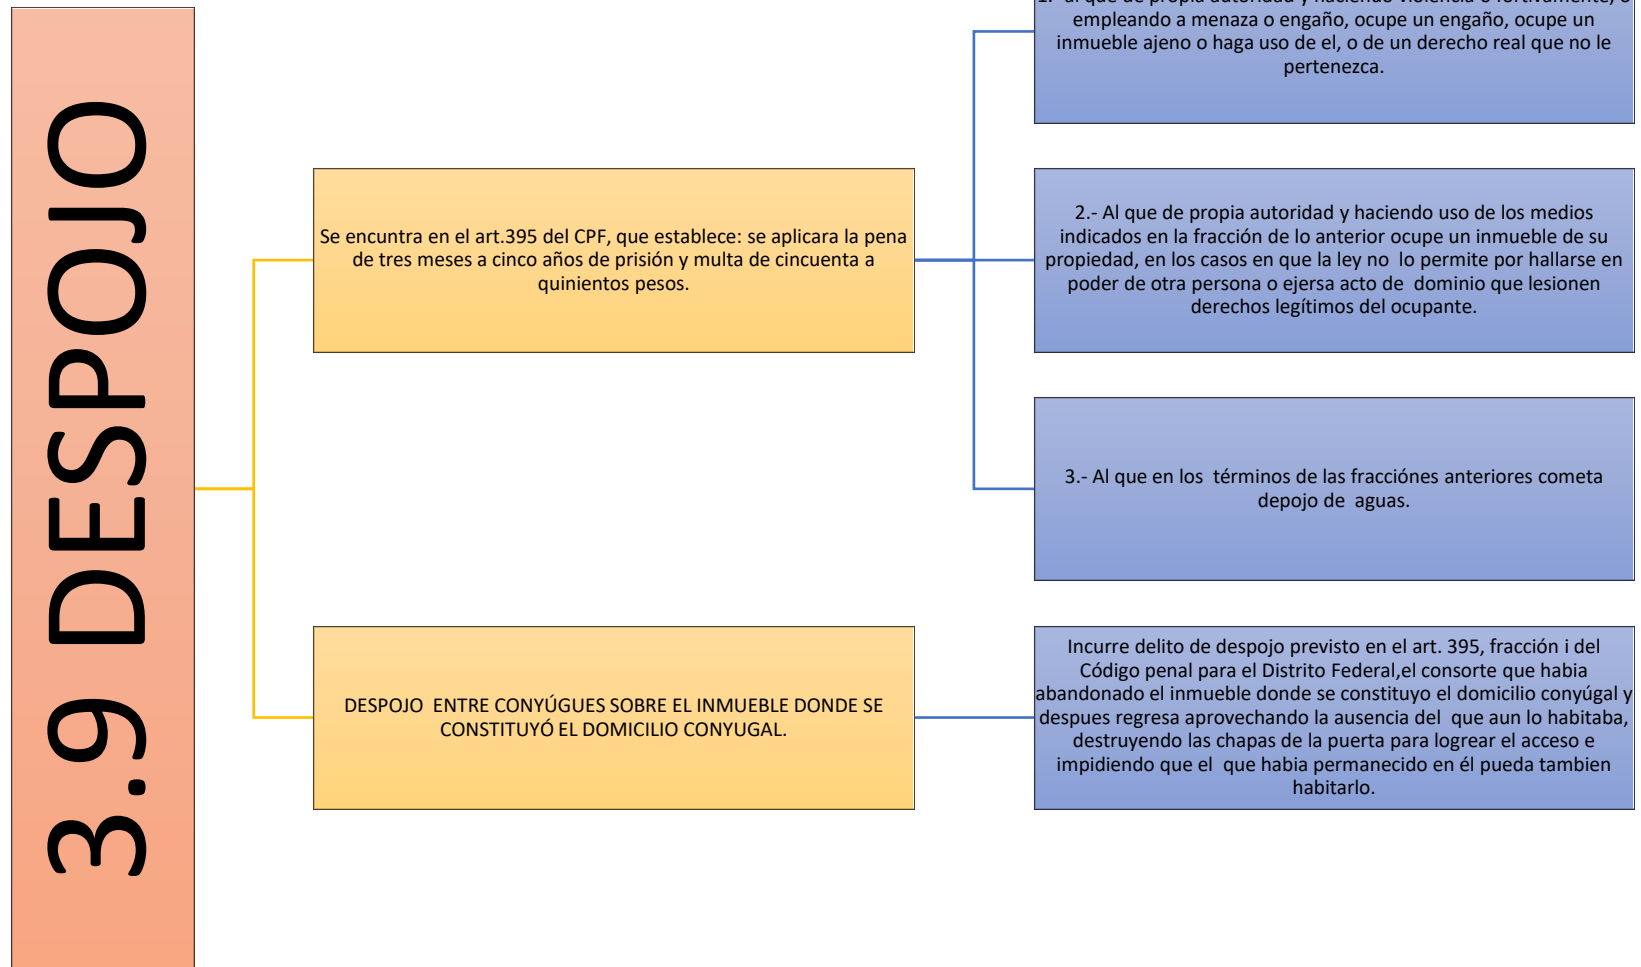 3.9 DESPOJO
Se encuntra en el art.395 del CPF, que establece: se aplicara la pena
de tres meses a cinco años de prisión y multa de cincuenta a
quinientos pesos.
1.- al que de propia autoridad y haciendo violencia o fortivamente, o
empleando a menaza o engaño, ocupe un engaño, ocupe un
inmueble ajeno o haga uso de el, o de un derecho real que no le
pertenezca.
2.- Al que de propia autoridad y haciendo uso de los medios
indicados en la fracción de lo anterior ocupe un inmueble de su
propiedad, en los casos en que la ley no lo permite por hallarse en
poder de otra persona o ejersa acto de dominio que lesionen
derechos legítimos del ocupante.
3.- Al que en los términos de las fracciónes anteriores cometa
depojo de aguas.
DESPOJO ENTRE CONYÚGUES SOBRE EL INMUEBLE DONDE SE
CONSTITUYÓ EL DOMICILIO CONYUGAL.
Incurre delito de despojo previsto en el art. 395, fracción i del
Código penal para el Distrito Federal,el consorte que habia
abandonado el inmueble donde se constituyo el domicilio conyúgal y
despues regresa aprovechando la ausencia del que aun lo habitaba,
destruyendo las chapas de la puerta para logrear el acceso e
impidiendo que el que habia permanecido en él pueda tambien
habitarlo.